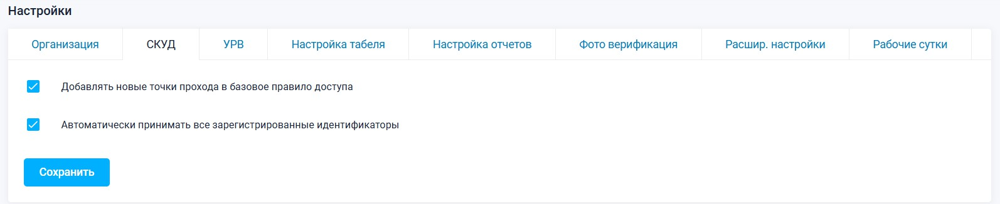 Настройки
Организация СКУД УРВ Настройка табеля Настройка отчетов Фото верификация Расшир. настройки Рабочие сутки
Добавлять новые точки прохода в базовое правило доступа
Автоматически принимать все зарегистрированные идентификаторы
Сохранить